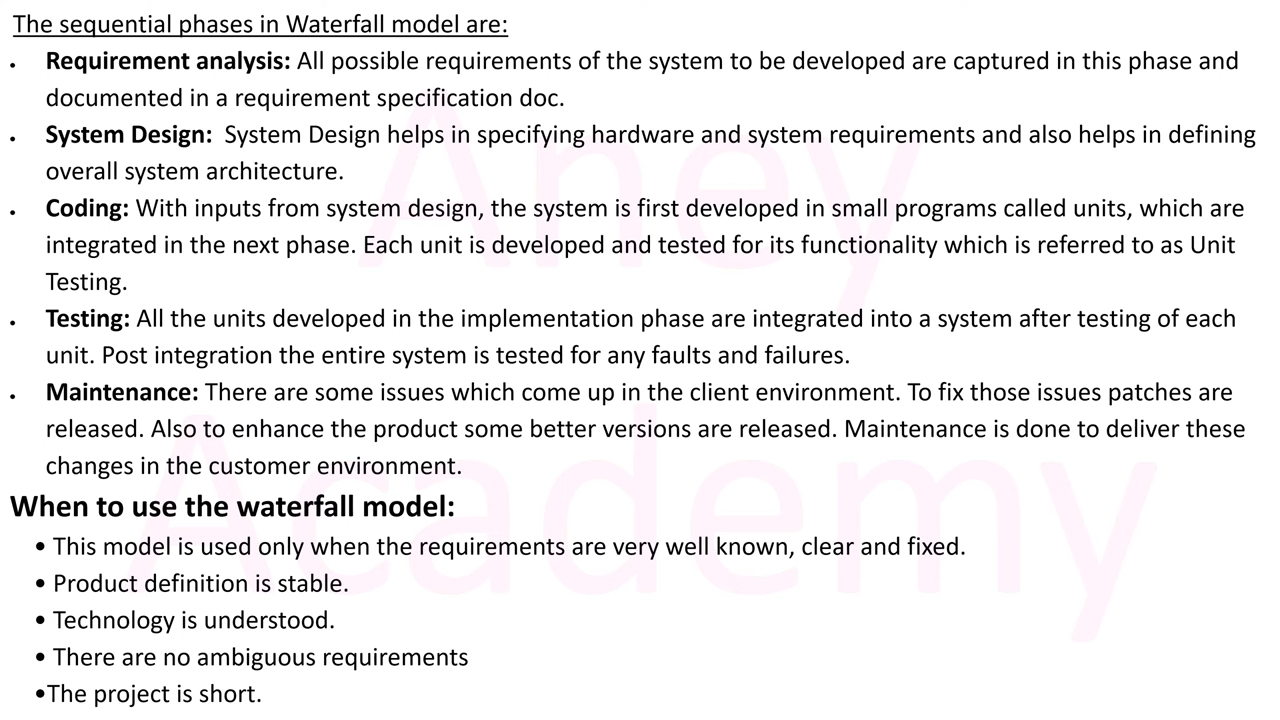 The sequential phases in Waterfall model are:
• Requirement analysis: All possible requirements of the system to be developed are captured in this phase and
documented in a requirement specification doc.
• System Design:  System Design helps in specifying hardware and system requirements and also helps in defining
overall system architecture.
• Coding: With inputs from system design, the system is first developed in small programs called units, which are
integrated in the next phase. Each unit is developed and tested for its functionality which is referred to as Unit
Testing.
• Testing: All the units developed in the implementation phase are integrated into a system after testing of each
unit. Post integration the entire system is tested for any faults and failures.
• Maintenance: There are some issues which come up in the client environment. To fix those issues patches are
released. Also to enhance the product some better versions are released. Maintenance is done to deliver these
changes in the customer environment.
When to use the waterfall model:
• This model is used only when the requirements are very well known, clear and fixed.
• Product definition is stable.
• Technology is understood.
• There are no ambiguous requirements
•The project is short.
Aney
Academy